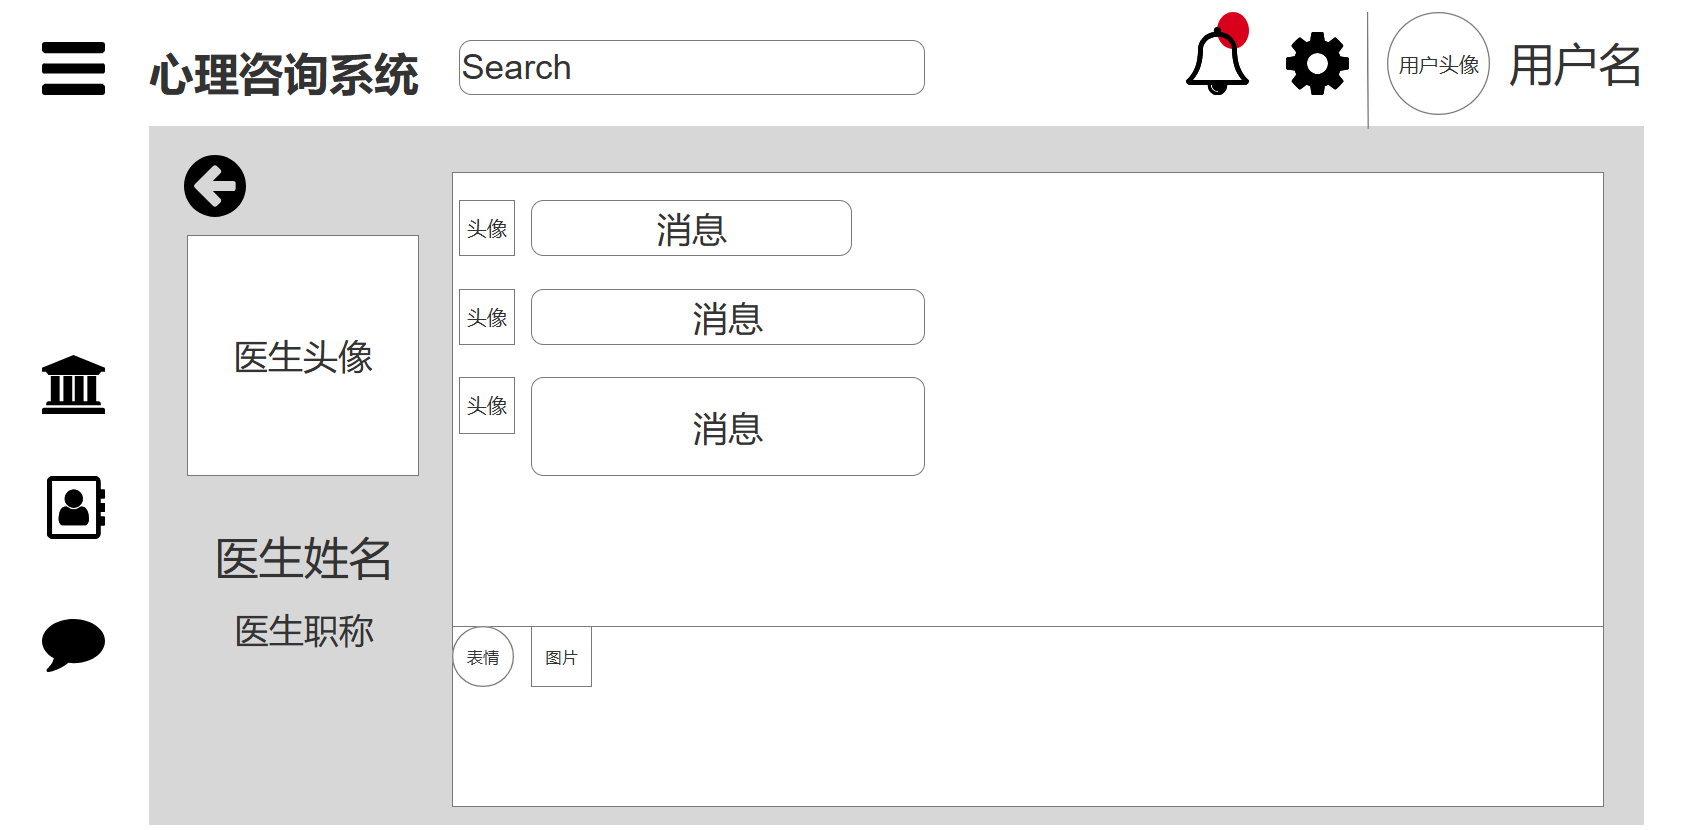 心理咨询系统
Search
用户头像
用户名
医生头像
医生姓名
医生职称
头像
消息
头像
消息
头像
消息
表情
图片